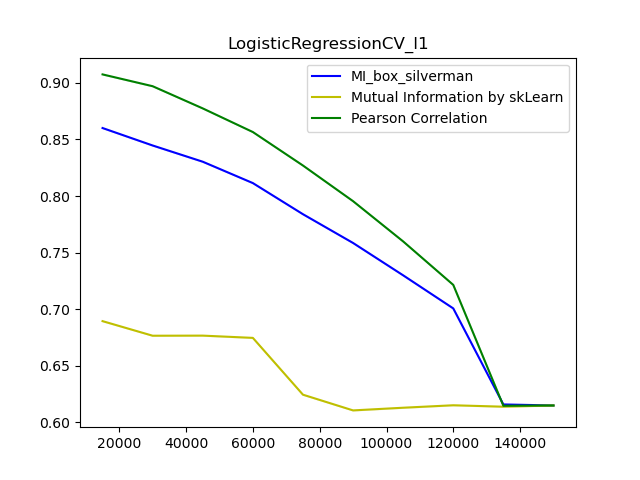 LogisticRegressionCV_l1
MI_box_silverman
Mutual Information by skLearn
Pearson Correlation
0.90
0.85
0.80
0.75
0.70
0.65
0.60
20000 40000 60000 80000 100000 120000 140000